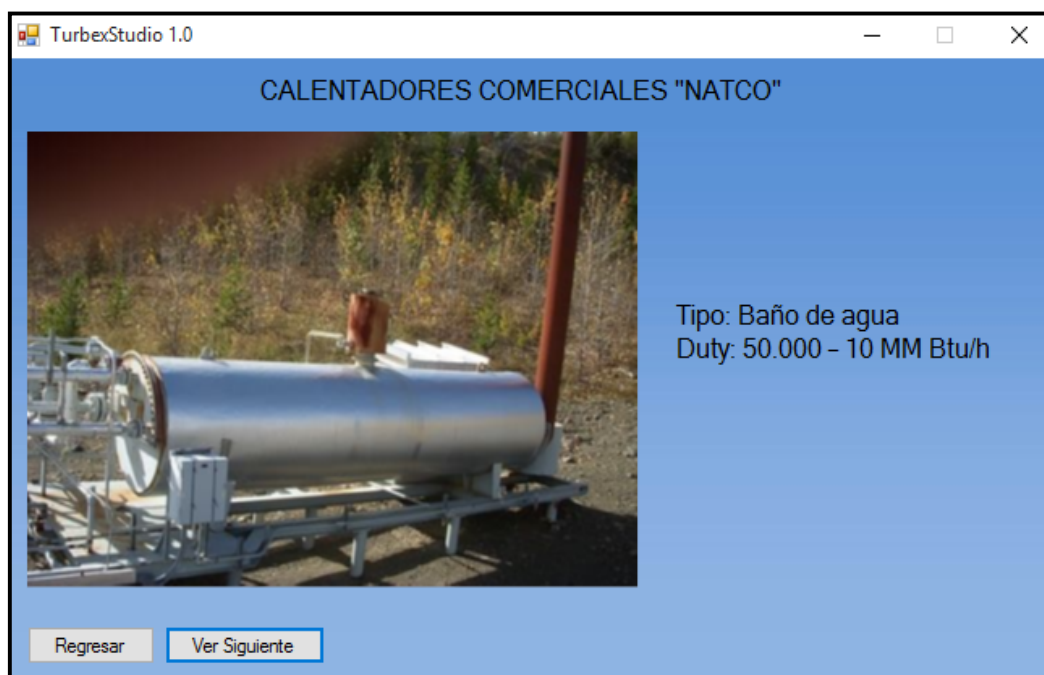 TurbexStudio 1.0
CALENTADORES COMERCIALES "NATCO"
Tipo: Baño de agua
Duty: 50.000 – 10 MM Btu/h
Regresar
Ver Siguiente